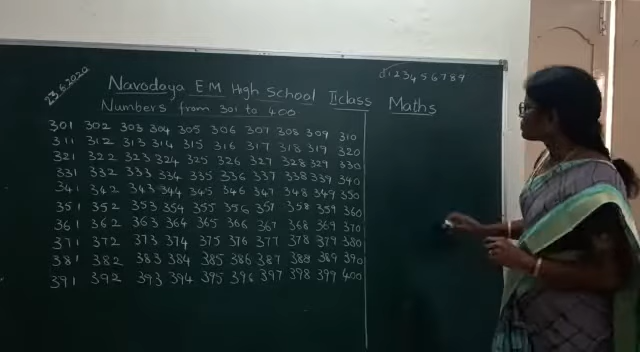 23.6.2020
0123456789
Navodaya EM High School II class Maths
Numbers from 301 to 400
301 302 303 304 305 306 307 308 309 310
311 312 313 314 315 316 317 318 319 320
321 322 323 324 325 326 327 328 329 330
331 332 333 334 335 336 337 338 339 340
341 342 343 344 345 346 347 348 349 350
351 352 353 354 355 356 357 358 359 360
361 362 363 364 365 366 367 368 369 370
371 372 373 374 375 376 377 378 379 380
381 382 383 384 385 386 387 388 389 390
391 392 393 394 395 396 397 398 399 400